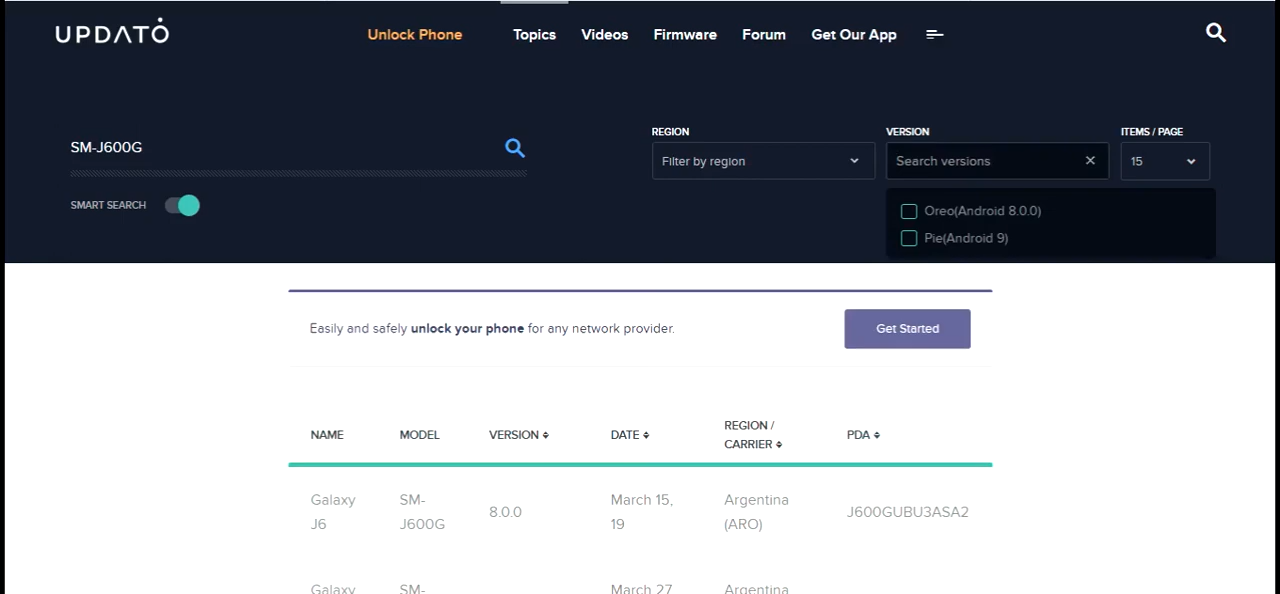 UPDATO
Unlock Phone
Topics
Videos
Firmware
Forum
Get Our App
SM-J600G
SMART SEARCH
REGION
Filter by region
VERSION
Search versions
ITEMS / PAGE
15
Oreo(Android 8.0.0)
Pie(Android 9)
Easily and safely unlock your phone for any network provider.
Get Started
NAME
MODEL
VERSION
DATE
REGION /
CARRIER
PDA
Galaxy
J6
SM-
J600G
8.0.0
March 15,
19
Argentina
(ARO)
J600GUBU3ASA2
Galaxy
SM-
March 27
Argentina